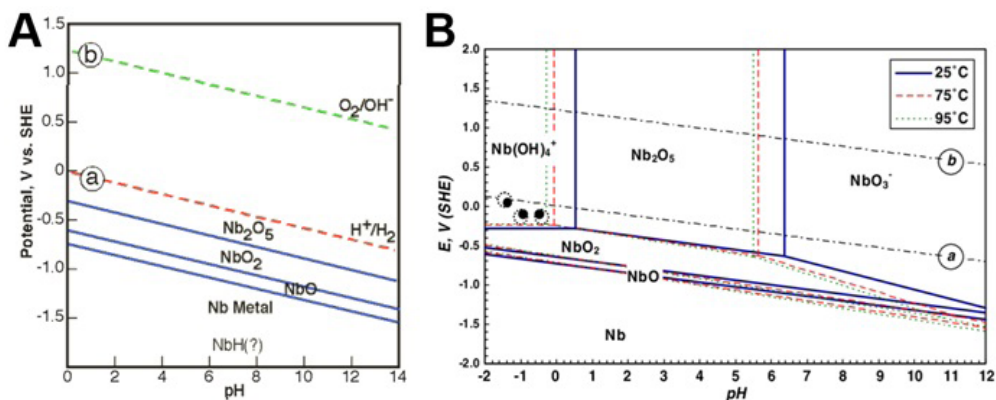 A
1.5
1.0
0.5
0
-0.5
-1.0
-1.5
Potential, V vs. SHE
b
O₂/OH⁻
a
H⁺/H₂
Nb₂O₅
NbO₂
NbO
Nb Metal
NbH(?)
0 2 4 6 8 10 12 14
pH
B
2.0
1.5
1.0
0.5
0.0
-0.5
-1.0
-1.5
-2.0
E, V (SHE)
25°C
75°C
95°C
Nb(OH)₄⁺
Nb₂O₅
NbO₃⁻
b
a
NbO₂
NbO
Nb
-2 -1 0 1 2 3 4 5 6 7 8 9 10 11 12
pH